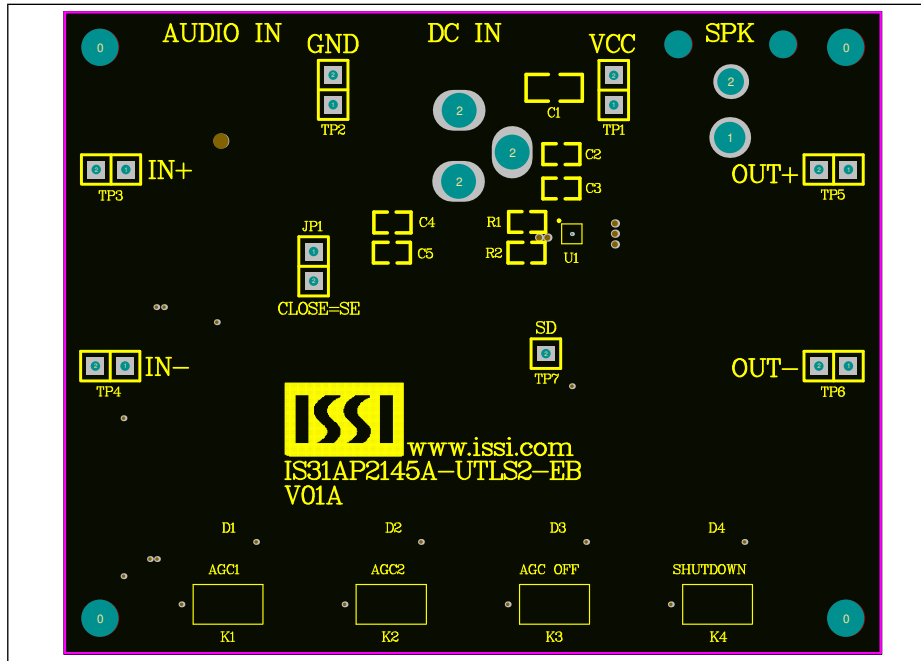 AUDIO IN
DC IN
SPK
GND
VCC
0
0
2
2
2
1
1
2
1
C1
TP2
TP1
2
2
C2
C3
2 1
IN+
TP3
OUT+
2 1
TP5
JP1
1
2
CLOSE=SE
C4
C5
R1
R2
U1
SD
2
TP7
2 1
IN-
TP4
OUT-
2 1
TP6
ISSI
www.issi.com
IS31AP2145A-UTLS2-EB
V01A
D1
D2
D3
D4
AGC1
AGC2
AGC OFF
SHUTDOWN
0
0
K1
K2
K3
K4